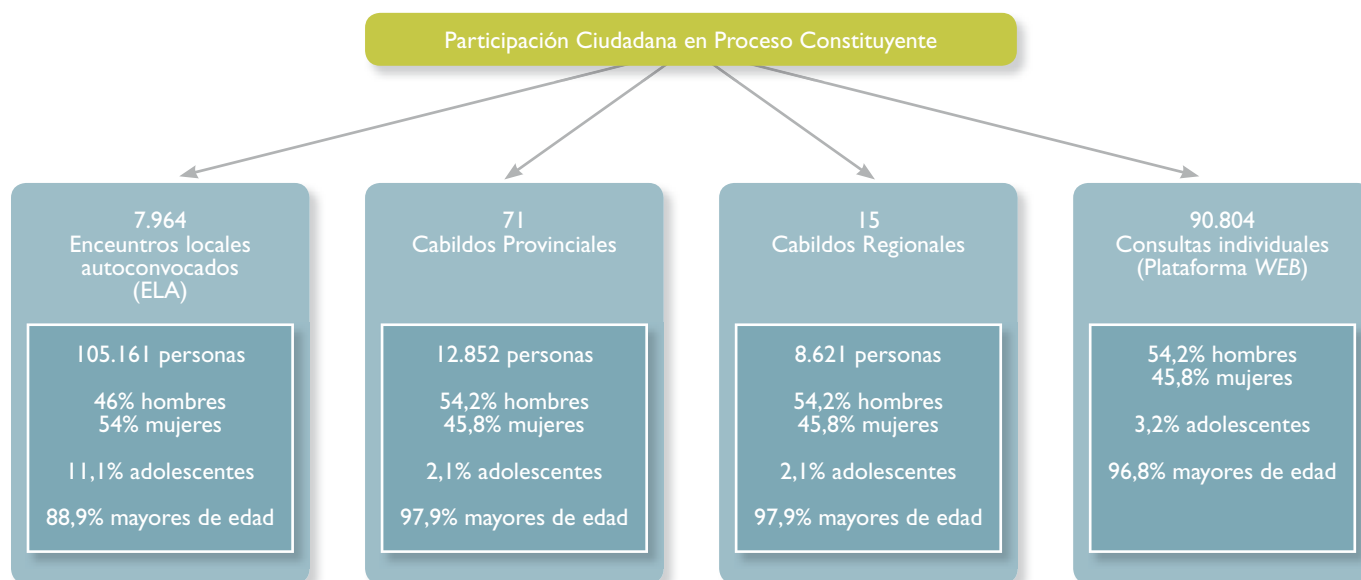 Participación Ciudadana en Proceso Constituyente
7.964
Enceuntros locales
autoconvocados
(ELA)
105.161 personas
46% hombres
54% mujeres
11,1% adolescentes
88,9% mayores de edad
71
Cabildos Provinciales
12.852 personas
54,2% hombres
45,8% mujeres
2,1% adolescentes
97,9% mayores de edad
15
Cabildos Regionales
8.621 personas
54,2% hombres
45,8% mujeres
2,1% adolescentes
97,9% mayores de edad
90.804
Consultas individuales
(Plataforma WEB)
54,2% hombres
45,8% mujeres
3,2% adolescentes
96,8% mayores de edad